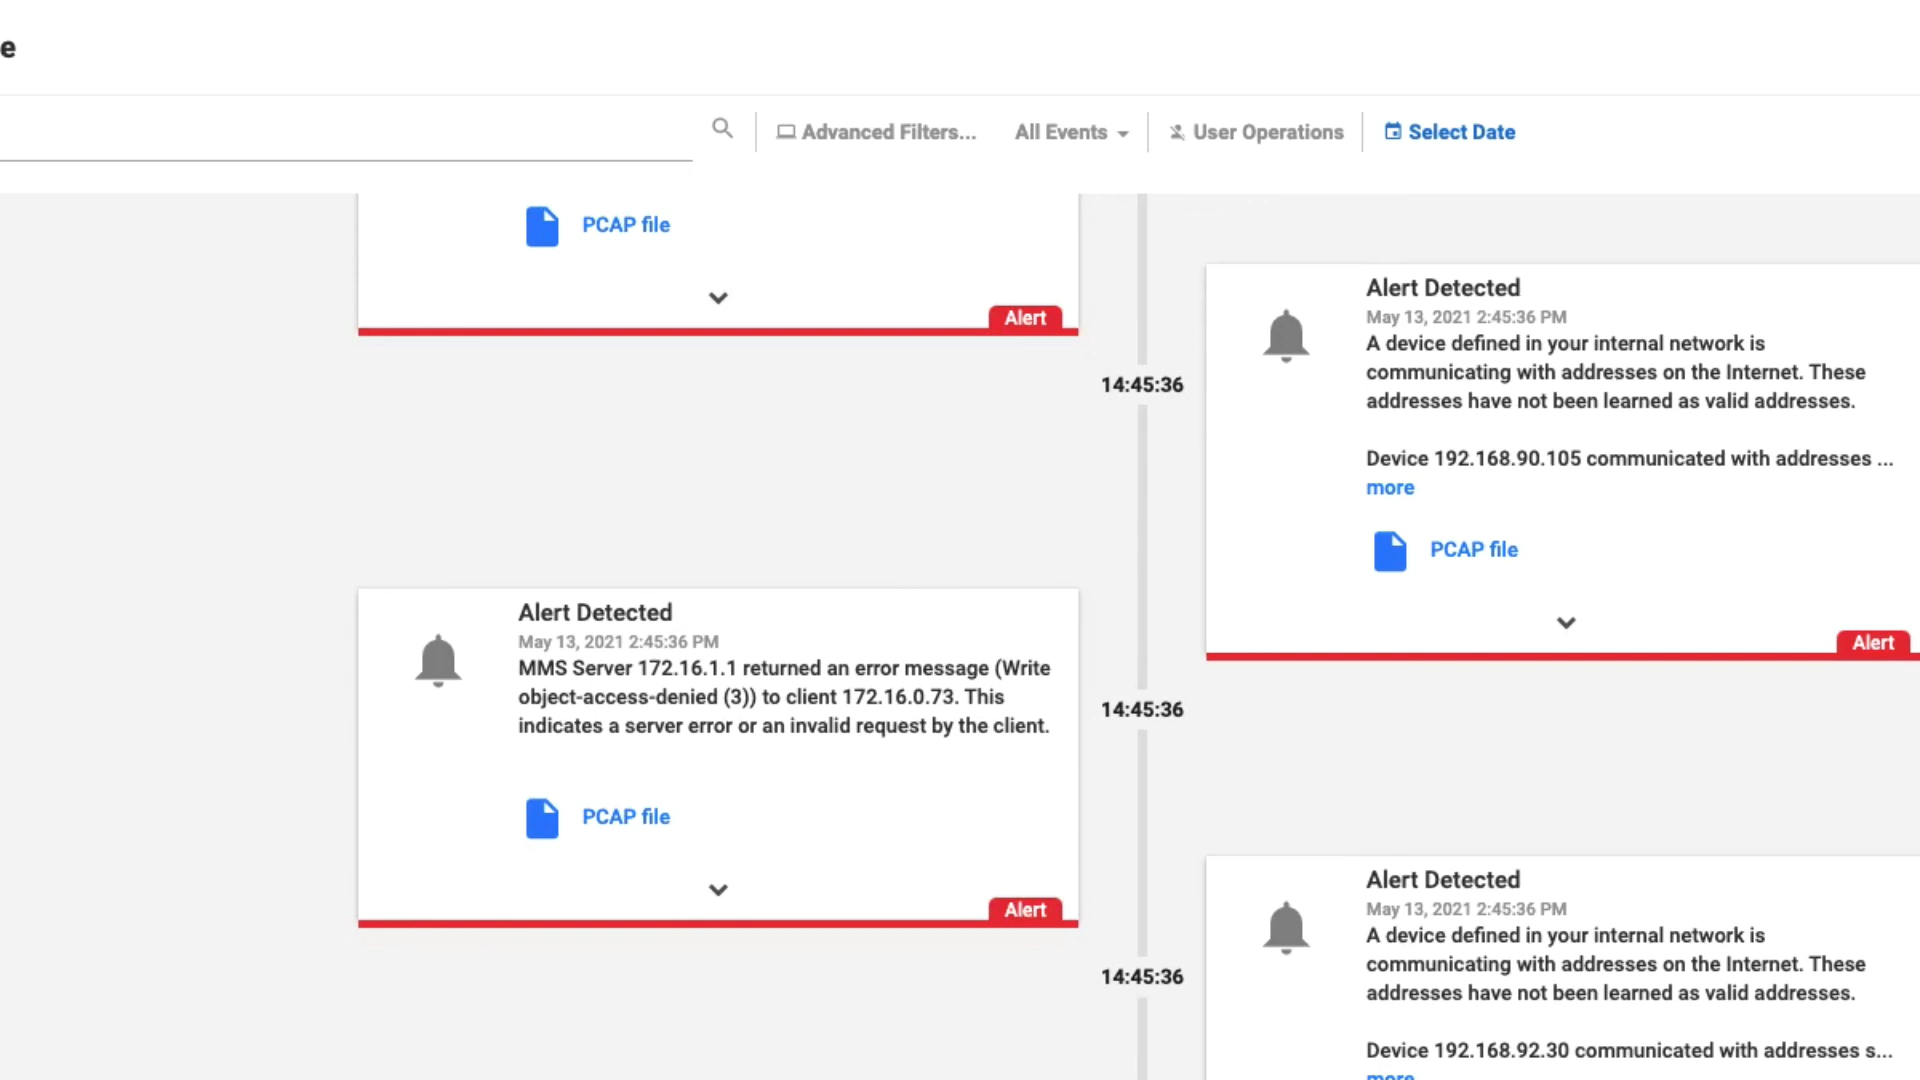 e
Advanced Filters...
All Events
User Operations
Select Date
PCAP file
Alert
14:45:36
Alert Detected
May 13, 2021 2:45:36 PM
A device defined in your internal network is
communicating with addresses on the Internet. These
addresses have not been learned as valid addresses.
Device 192.168.90.105 communicated with addresses ...
more
PCAP file
Alert
14:45:36
Alert Detected
May 13, 2021 2:45:36 PM
MMS Server 172.16.1.1 returned an error message (Write
object-access-denied (3)) to client 172.16.0.73. This
indicates a server error or an invalid request by the client.
PCAP file
Alert
14:45:36
Alert Detected
May 13, 2021 2:45:36 PM
A device defined in your internal network is
communicating with addresses on the Internet. These
addresses have not been learned as valid addresses.
Device 192.168.92.30 communicated with addresses s...
more